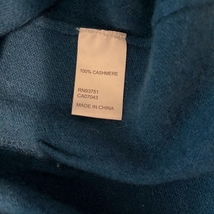 100% CASHMERE
RN93751
CA07043
MADE IN CHINA